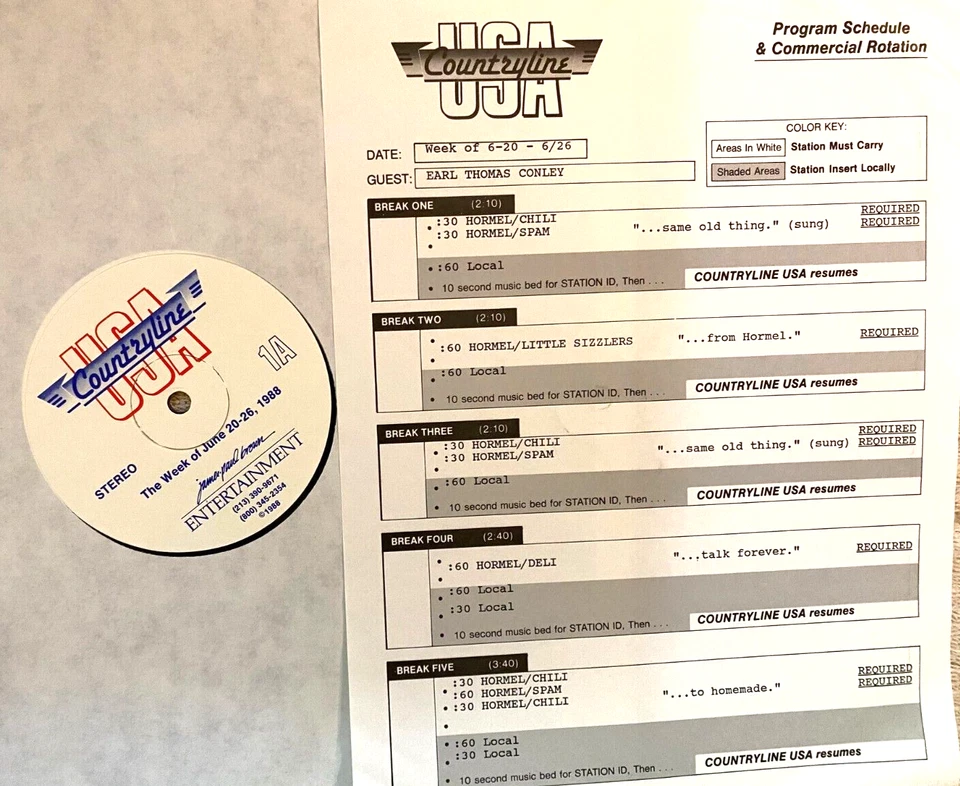 USA
Countryline
1A
STEREO
The Week of June 20-26, 1988
james paul brown
ENTERTAINMENT
(213) 390-9671
(800) 345-2354
©1988
USA
Countryline
Program Schedule
& Commercial Rotation
COLOR KEY:
Areas In White Station Must Carry
Shaded Areas Station Insert Locally
DATE: Week of 6-20 - 6/26
GUEST: EARL THOMAS CONLEY
BREAK ONE (2:10)
:30 HORMEL/CHILI REQUIRED
:30 HORMEL/SPAM "...same old thing." (sung) REQUIRED
:60 Local
• 10 second music bed for STATION ID, Then . . . COUNTRYLINE USA resumes
BREAK TWO (2:10)
:60 HORMEL/LITTLE SIZZLERS "...from Hormel." REQUIRED
:60 Local
• 10 second music bed for STATION ID, Then . . . COUNTRYLINE USA resumes
BREAK THREE (2:10)
:30 HORMEL/CHILI REQUIRED
:30 HORMEL/SPAM "...same old thing." (sung) REQUIRED
:60 Local
• 10 second music bed for STATION ID, Then . . . COUNTRYLINE USA resumes
BREAK FOUR (2:40)
:60 HORMEL/DELI "...talk forever." REQUIRED
:60 Local
:30 Local
• 10 second music bed for STATION ID, Then . . . COUNTRYLINE USA resumes
BREAK FIVE (3:40)
:30 HORMEL/CHILI REQUIRED
:60 HORMEL/SPAM "...to homemade." REQUIRED
:30 HORMEL/CHILI
:60 Local
:30 Local
• 10 second music bed for STATION ID, Then . . . COUNTRYLINE USA resumes